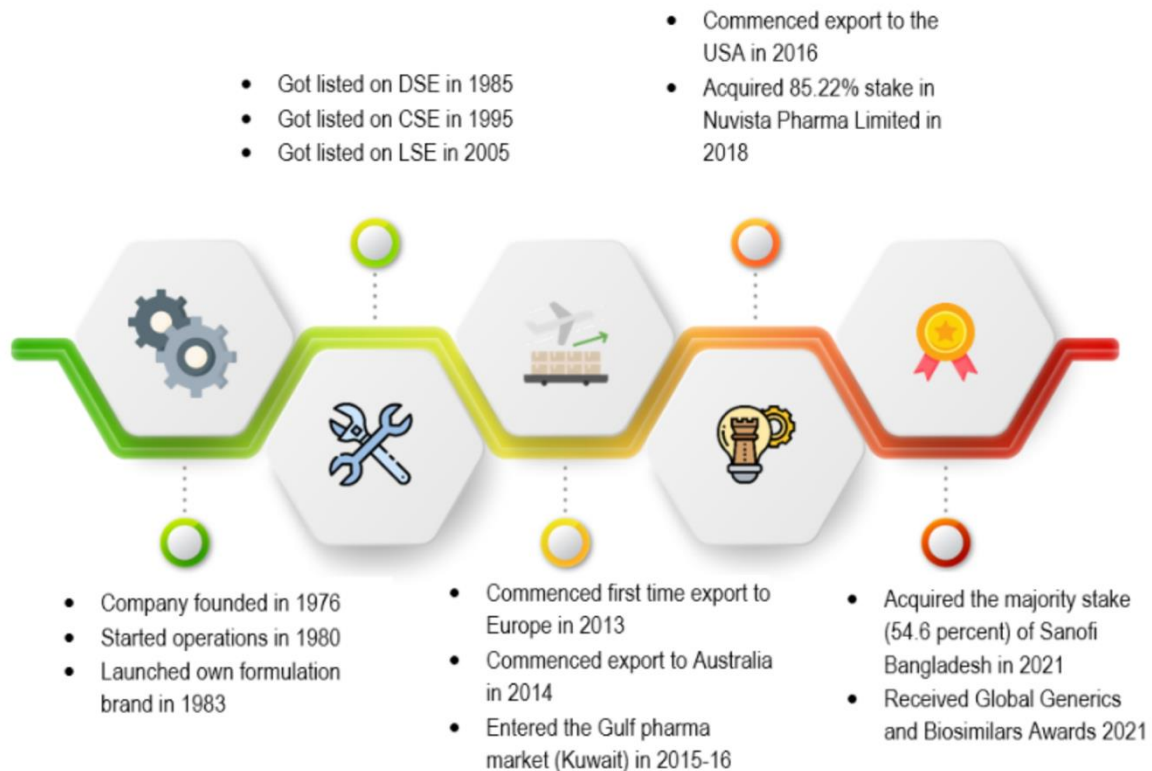 • Company founded in 1976
• Started operations in 1980
• Launched own formulation
brand in 1983
• Got listed on DSE in 1985
• Got listed on CSE in 1995
• Got listed on LSE in 2005
• Commenced first time export to
Europe in 2013
• Commenced export to Australia
in 2014
• Entered the Gulf pharma
market (Kuwait) in 2015-16
• Commenced export to the
USA in 2016
• Acquired 85.22% stake in
Nuvista Pharma Limited in
2018
• Acquired the majority stake
(54.6 percent) of Sanofi
Bangladesh in 2021
• Received Global Generics
and Biosimilars Awards 2021